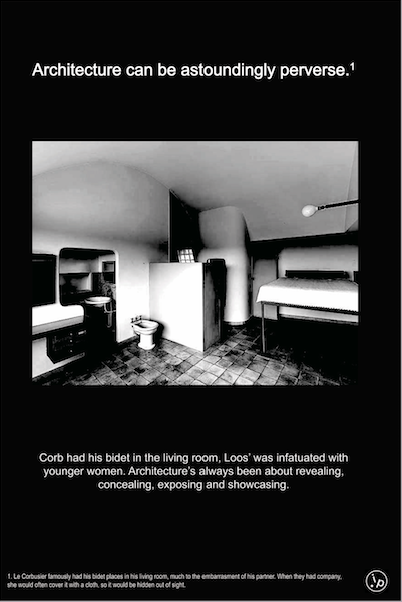 Architecture can be astoundingly perverse.¹
Corb had his bidet in the living room, Loos' was infatuated with
younger women. Architecture's always been about revealing,
concealing, exposing and showcasing.
1. Le Corbusier famously had his bidet places in his living room, much to the embarrasment of his partner. When they had company,
she would often cover it with a cloth, so it would be hidden out of sight.
!p